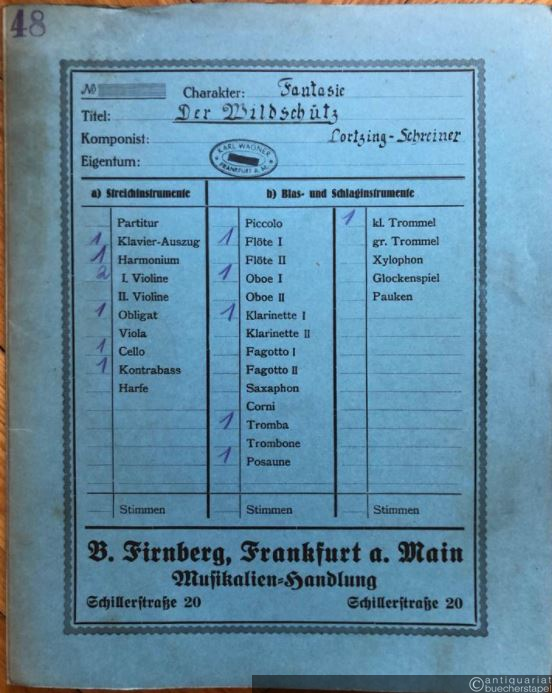 48
№ Charakter: Fantasie
Titel: Der Wildschütz
Komponist: Lortzing-Schreiner
Eigentum: KARL WAGNER FRANKFURT A. M.
a) Streichinstrumente b) Blas- und Schlaginstrumente
Partitur Piccolo 1 kl. Trommel
1 Klavier-Auszug 1 Flöte I gr. Trommel
1 Harmonium Flöte II Xylophon
2 I. Violine 1 Oboe I Glockenspiel
II. Violine Oboe II Pauken
1 Obligat 1 Klarinette I
Viola Klarinette II
1 Cello Fagotto I
1 Kontrabass Fagotto II
Harfe Saxaphon
Corni
1 Tromba
Trombone
1 Posaune
Stimmen Stimmen Stimmen
B. Firnberg, Frankfurt a. Main
Musikalien-Handlung
Schillerstraße 20 Schillerstraße 20
©antiquariat
buecherstapel